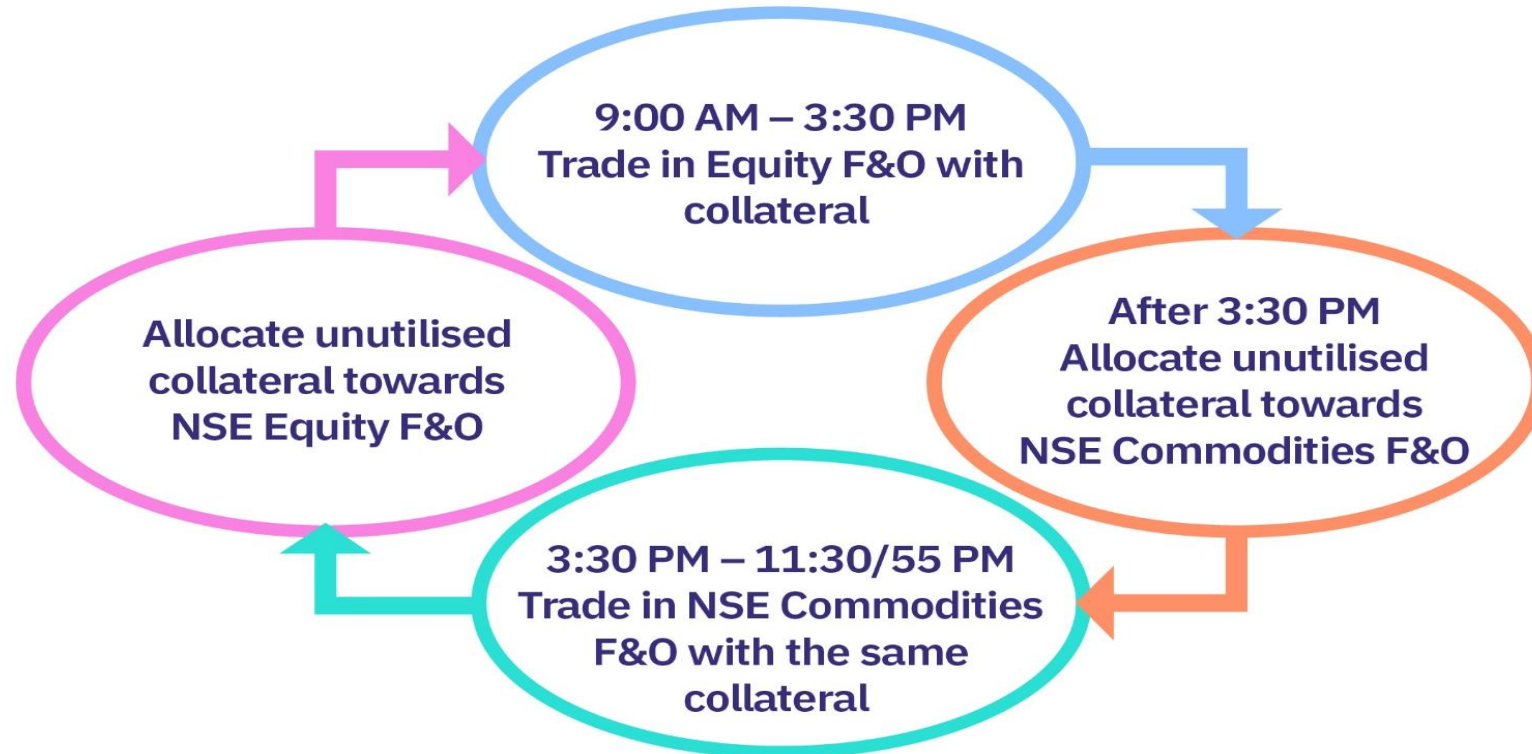 9:00 AM – 3:30 PM
Trade in Equity F&O with
collateral
After 3:30 PM
Allocate unutilised
collateral towards
NSE Commodities F&O
3:30 PM – 11:30/55 PM
Trade in NSE Commodities
F&O with the same
collateral
Allocate unutilised
collateral towards
NSE Equity F&O